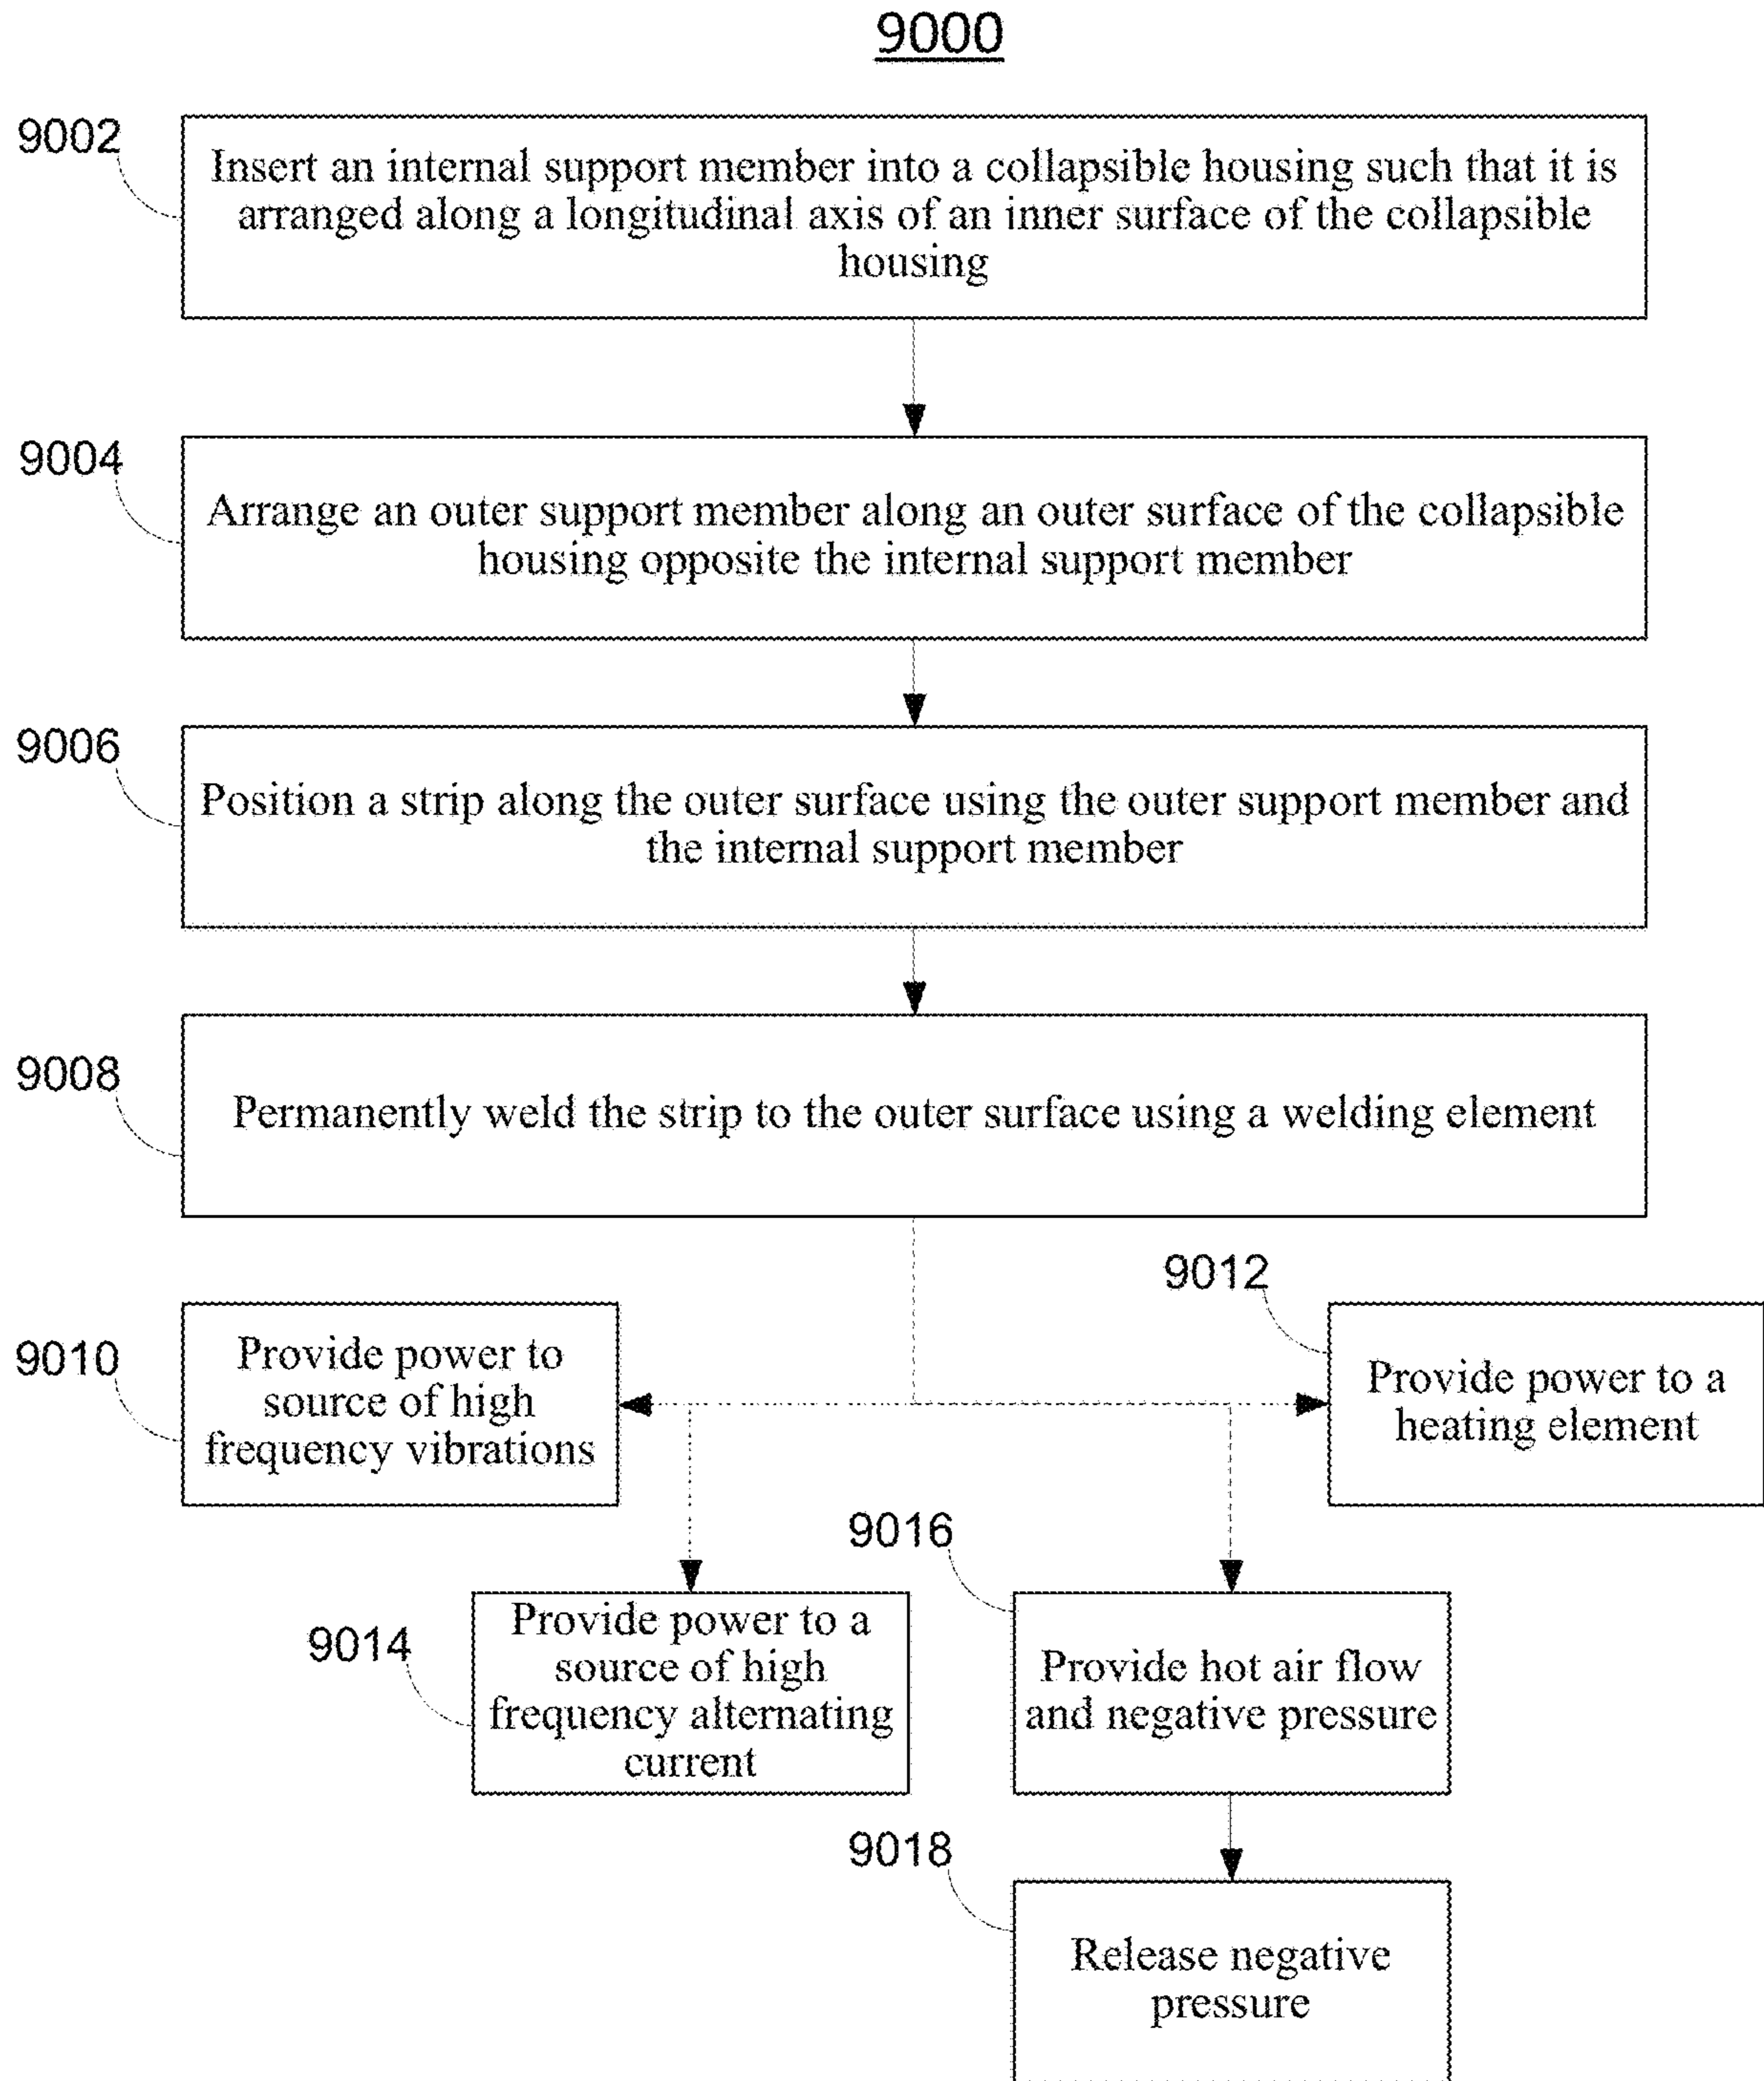 9000
9002
Insert an internal support member into a collapsible housing such that it is
arranged along a longitudinal axis of an inner surface of the collapsible
housing
9004
Arrange an outer support member along an outer surface of the collapsible
housing opposite the internal support member
9006
Position a strip along the outer surface using the outer support member and
the internal support member
9008
Permanently weld the strip to the outer surface using a welding element
9010
Provide power to
source of high
frequency vibrations
9012
Provide power to a
heating element
9014
Provide power to a
source of high
frequency alternating
current
9016
Provide hot air flow
and negative pressure
9018
Release negative
pressure